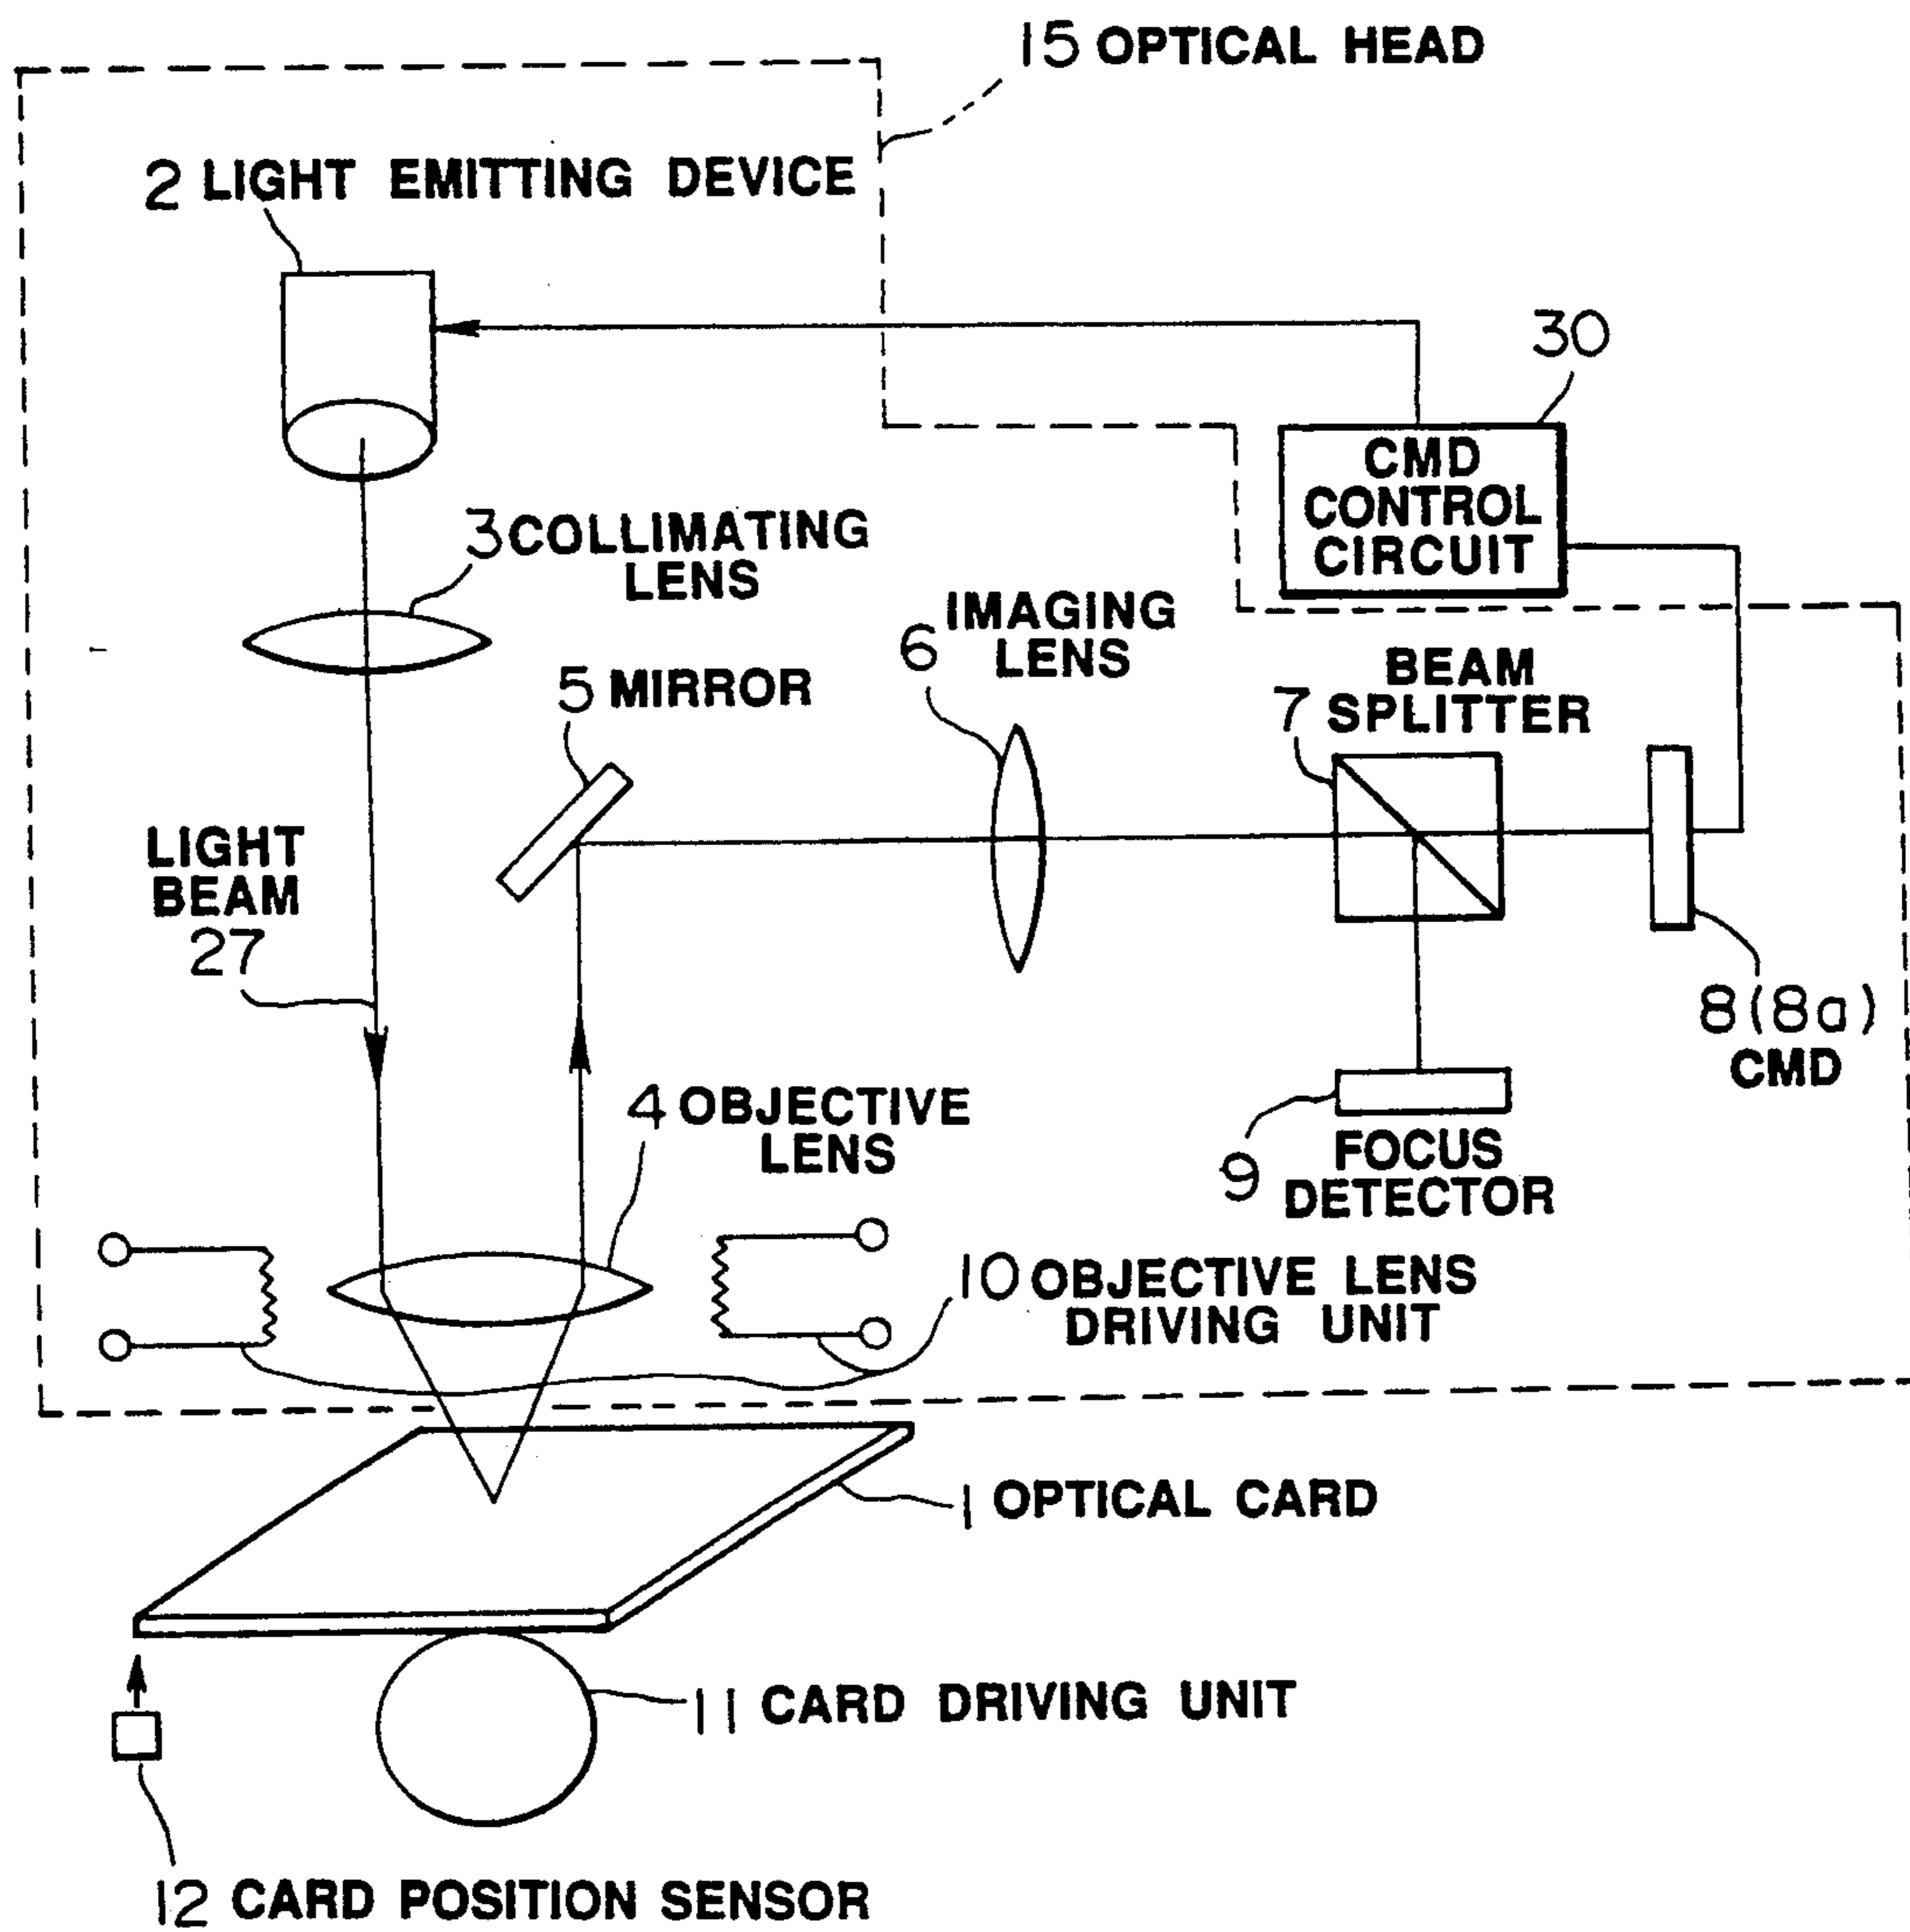 15 OPTICAL HEAD
2 LIGHT EMITTING DEVICE
30
CMD
CONTROL
CIRCUIT
3 COLLIMATING
LENS
6 IMAGING
LENS
5 MIRROR
7 BEAM
SPLITTER
LIGHT
BEAM
27
8(8a)
CMD
4 OBJECTIVE
LENS
9 FOCUS
DETECTOR
10 OBJECTIVE LENS
DRIVING UNIT
1 OPTICAL CARD
11 CARD DRIVING UNIT
12 CARD POSITION SENSOR